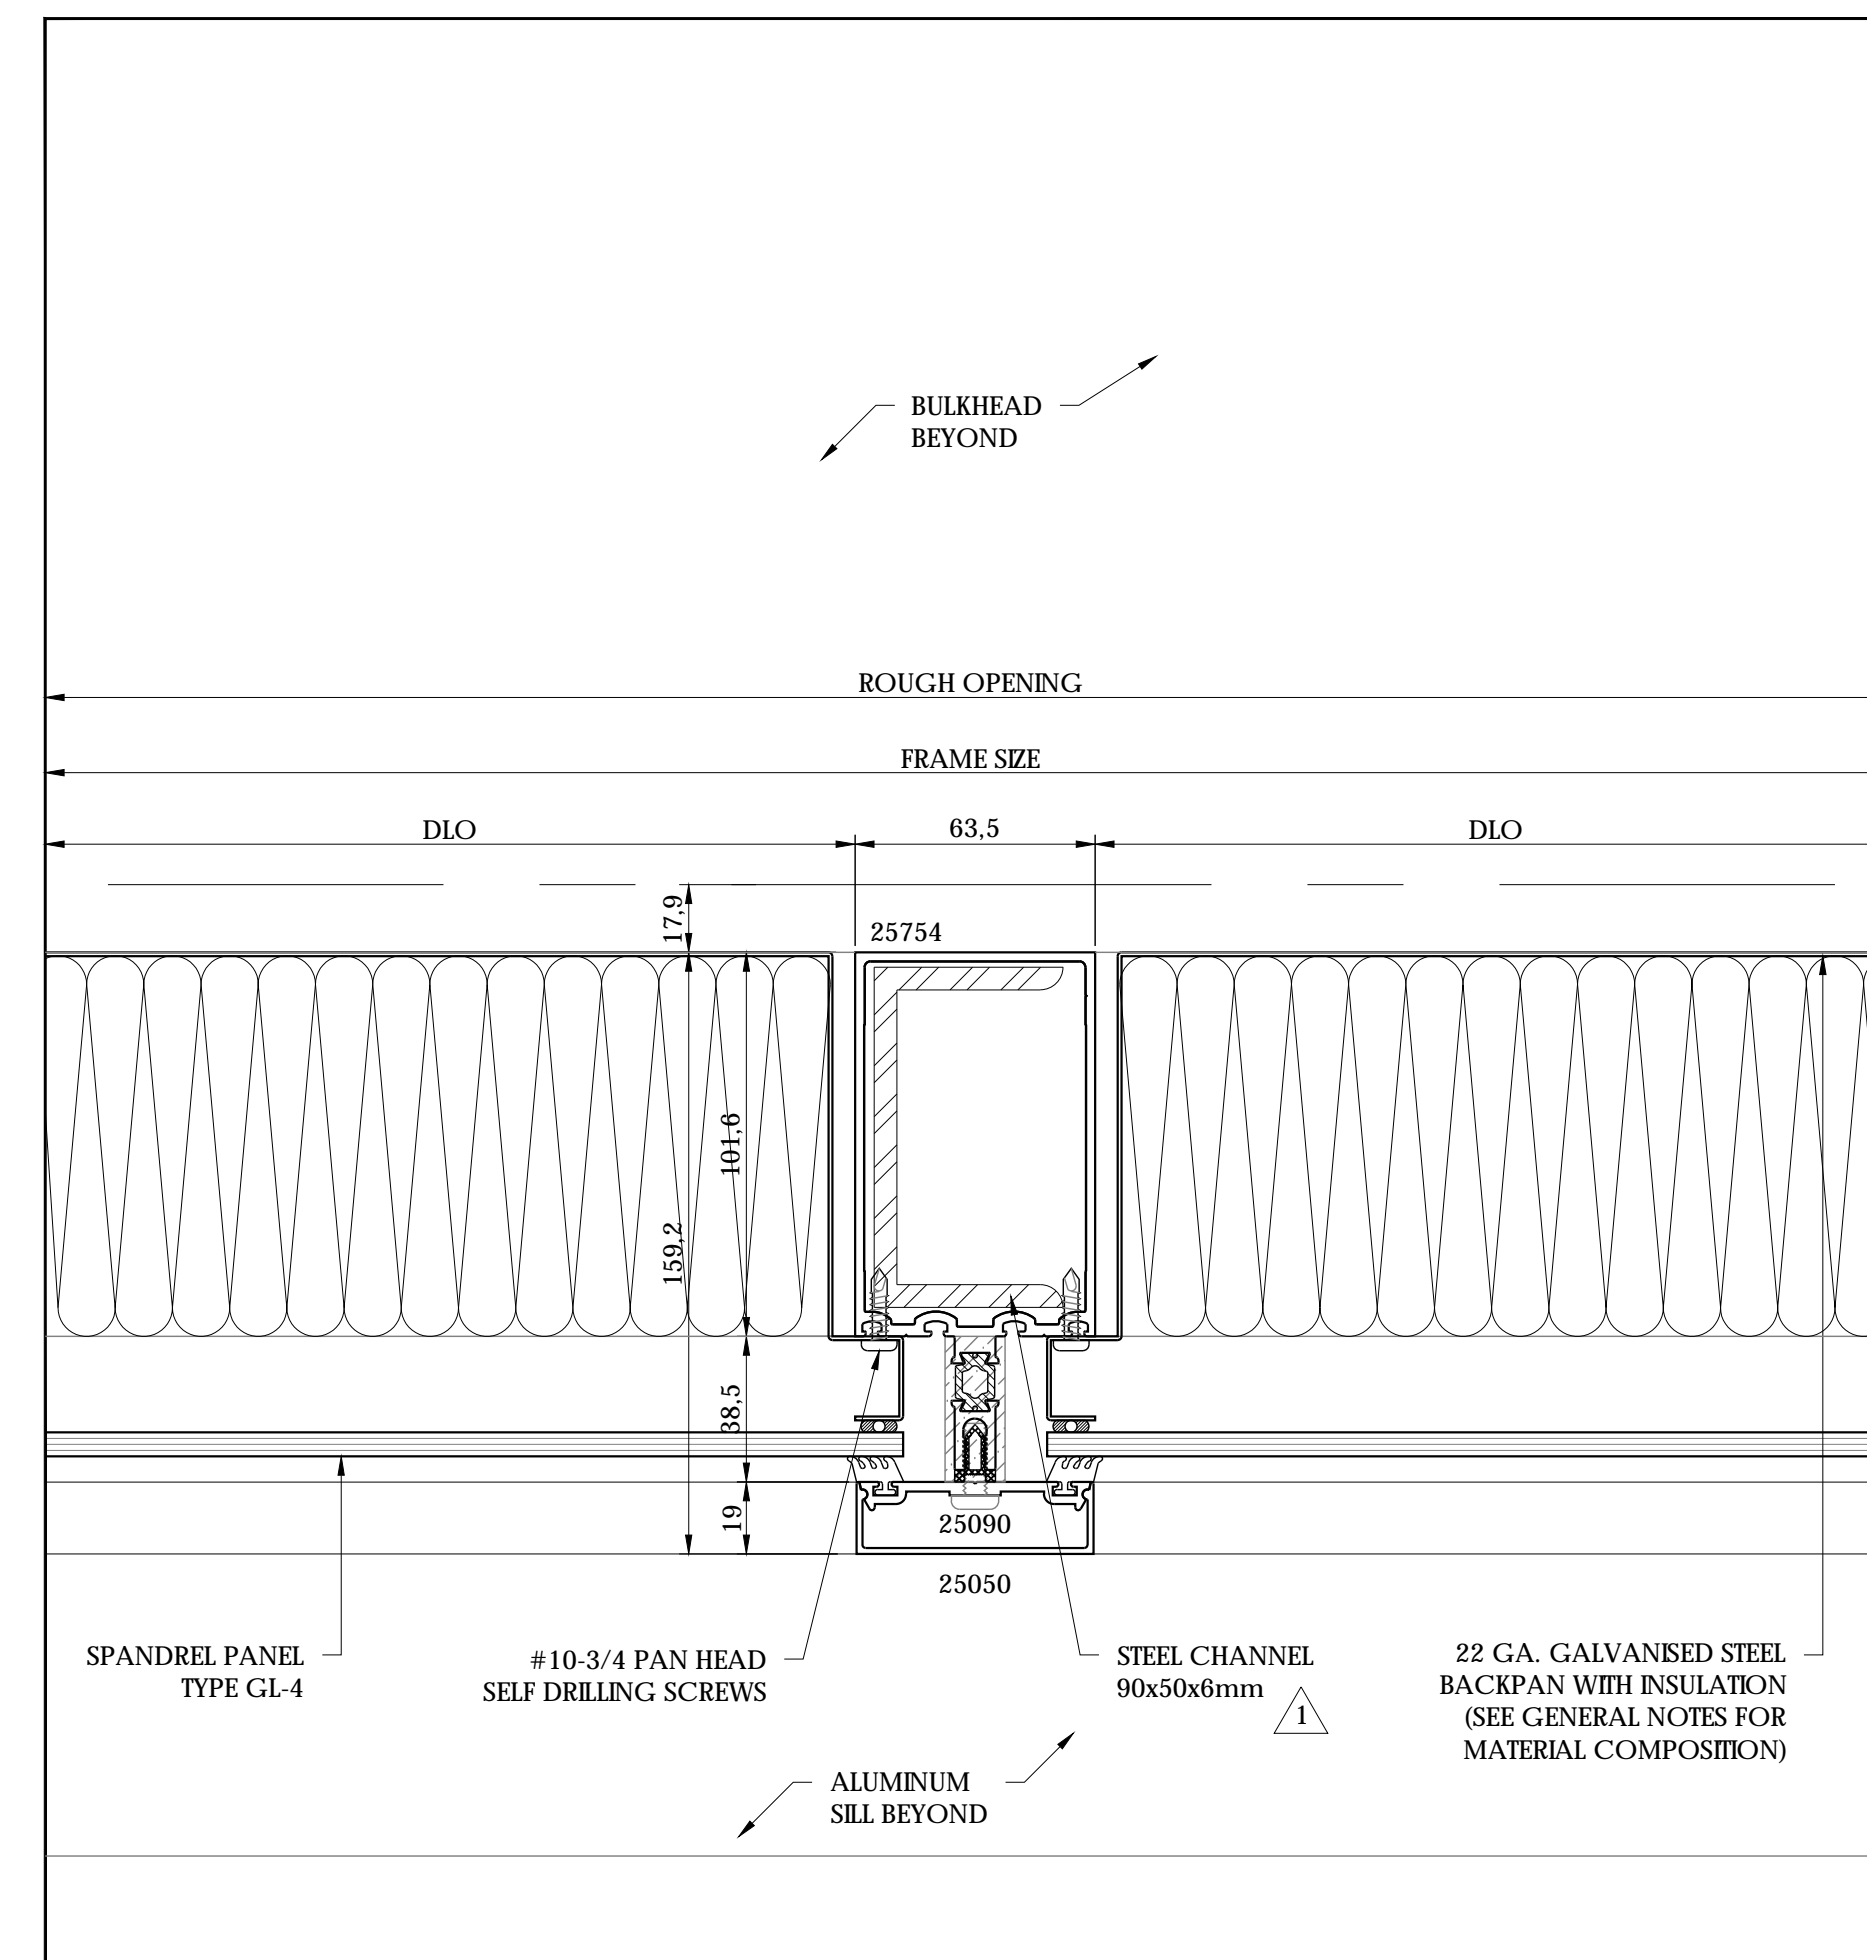 BULKHEAD
BEYOND
ROUGH OPENING
FRAME SIZE
DLO
63,5
DLO
17,9
25754
101,6
159,2
38,5
19
25090
25050
SPANDREL PANEL
TYPE GL-4
#10-3/4 PAN HEAD
SELF DRILLING SCREWS
STEEL CHANNEL
90x50x6mm
1
22 GA. GALVANISED STEEL
BACKPAN WITH INSULATION
(SEE GENERAL NOTES FOR
MATERIAL COMPOSITION)
ALUMINUM
SILL BEYOND